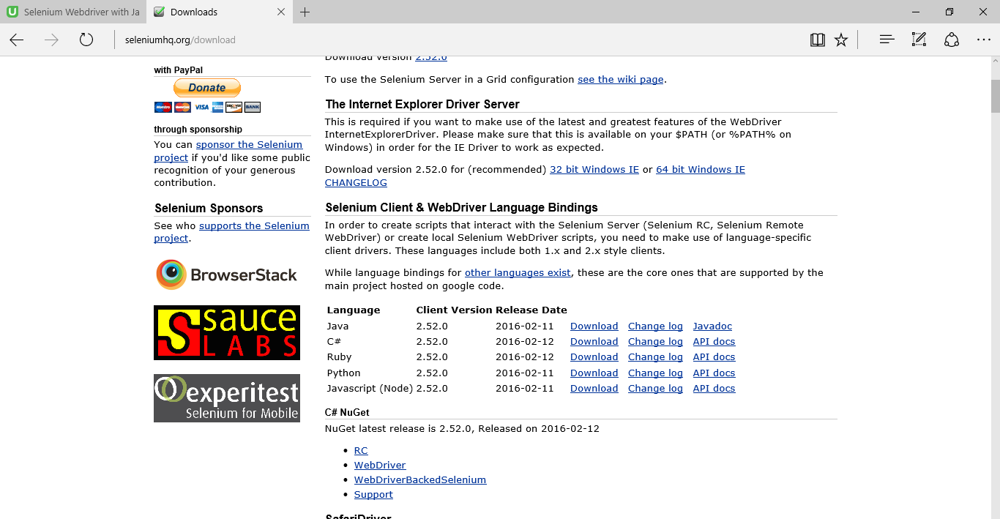 Selenium Webdriver with Ja
Downloads
seleniumhq.org/download
Download version 2.52.0
with PayPal
Donate
Maestro MasterCard VISA DISCOVER BANK
through sponsorship
You can sponsor the Selenium
project if you'd like some public
recognition of your generous
contribution.
Selenium Sponsors
See who supports the Selenium
project.
BrowserStack
sauce
LABS
experitest
Selenium for Mobile
To use the Selenium Server in a Grid configuration see the wiki page.
The Internet Explorer Driver Server
This is required if you want to make use of the latest and greatest features of the WebDriver
InternetExplorerDriver. Please make sure that this is available on your $PATH (or %PATH% on
Windows) in order for the IE Driver to work as expected.
Download version 2.52.0 for (recommended) 32 bit Windows IE or 64 bit Windows IE
CHANGELOG
Selenium Client & WebDriver Language Bindings
In order to create scripts that interact with the Selenium Server (Selenium RC, Selenium Remote
WebDriver) or create local Selenium WebDriver scripts, you need to make use of language-specific
client drivers. These languages include both 1.x and 2.x style clients.
While language bindings for other languages exist, these are the core ones that are supported by the
main project hosted on google code.
Language Client Version Release Date
Java 2.52.0 2016-02-11 Download Change log Javadoc
C# 2.52.0 2016-02-12 Download Change log API docs
Ruby 2.52.0 2016-02-12 Download Change log API docs
Python 2.52.0 2016-02-11 Download Change log API docs
Javascript (Node) 2.52.0 2016-02-11 Download Change log API docs
C# NuGet
NuGet latest release is 2.52.0, Released on 2016-02-12
• RC
• WebDriver
• WebDriverBackedSelenium
• Support
SafariDriver